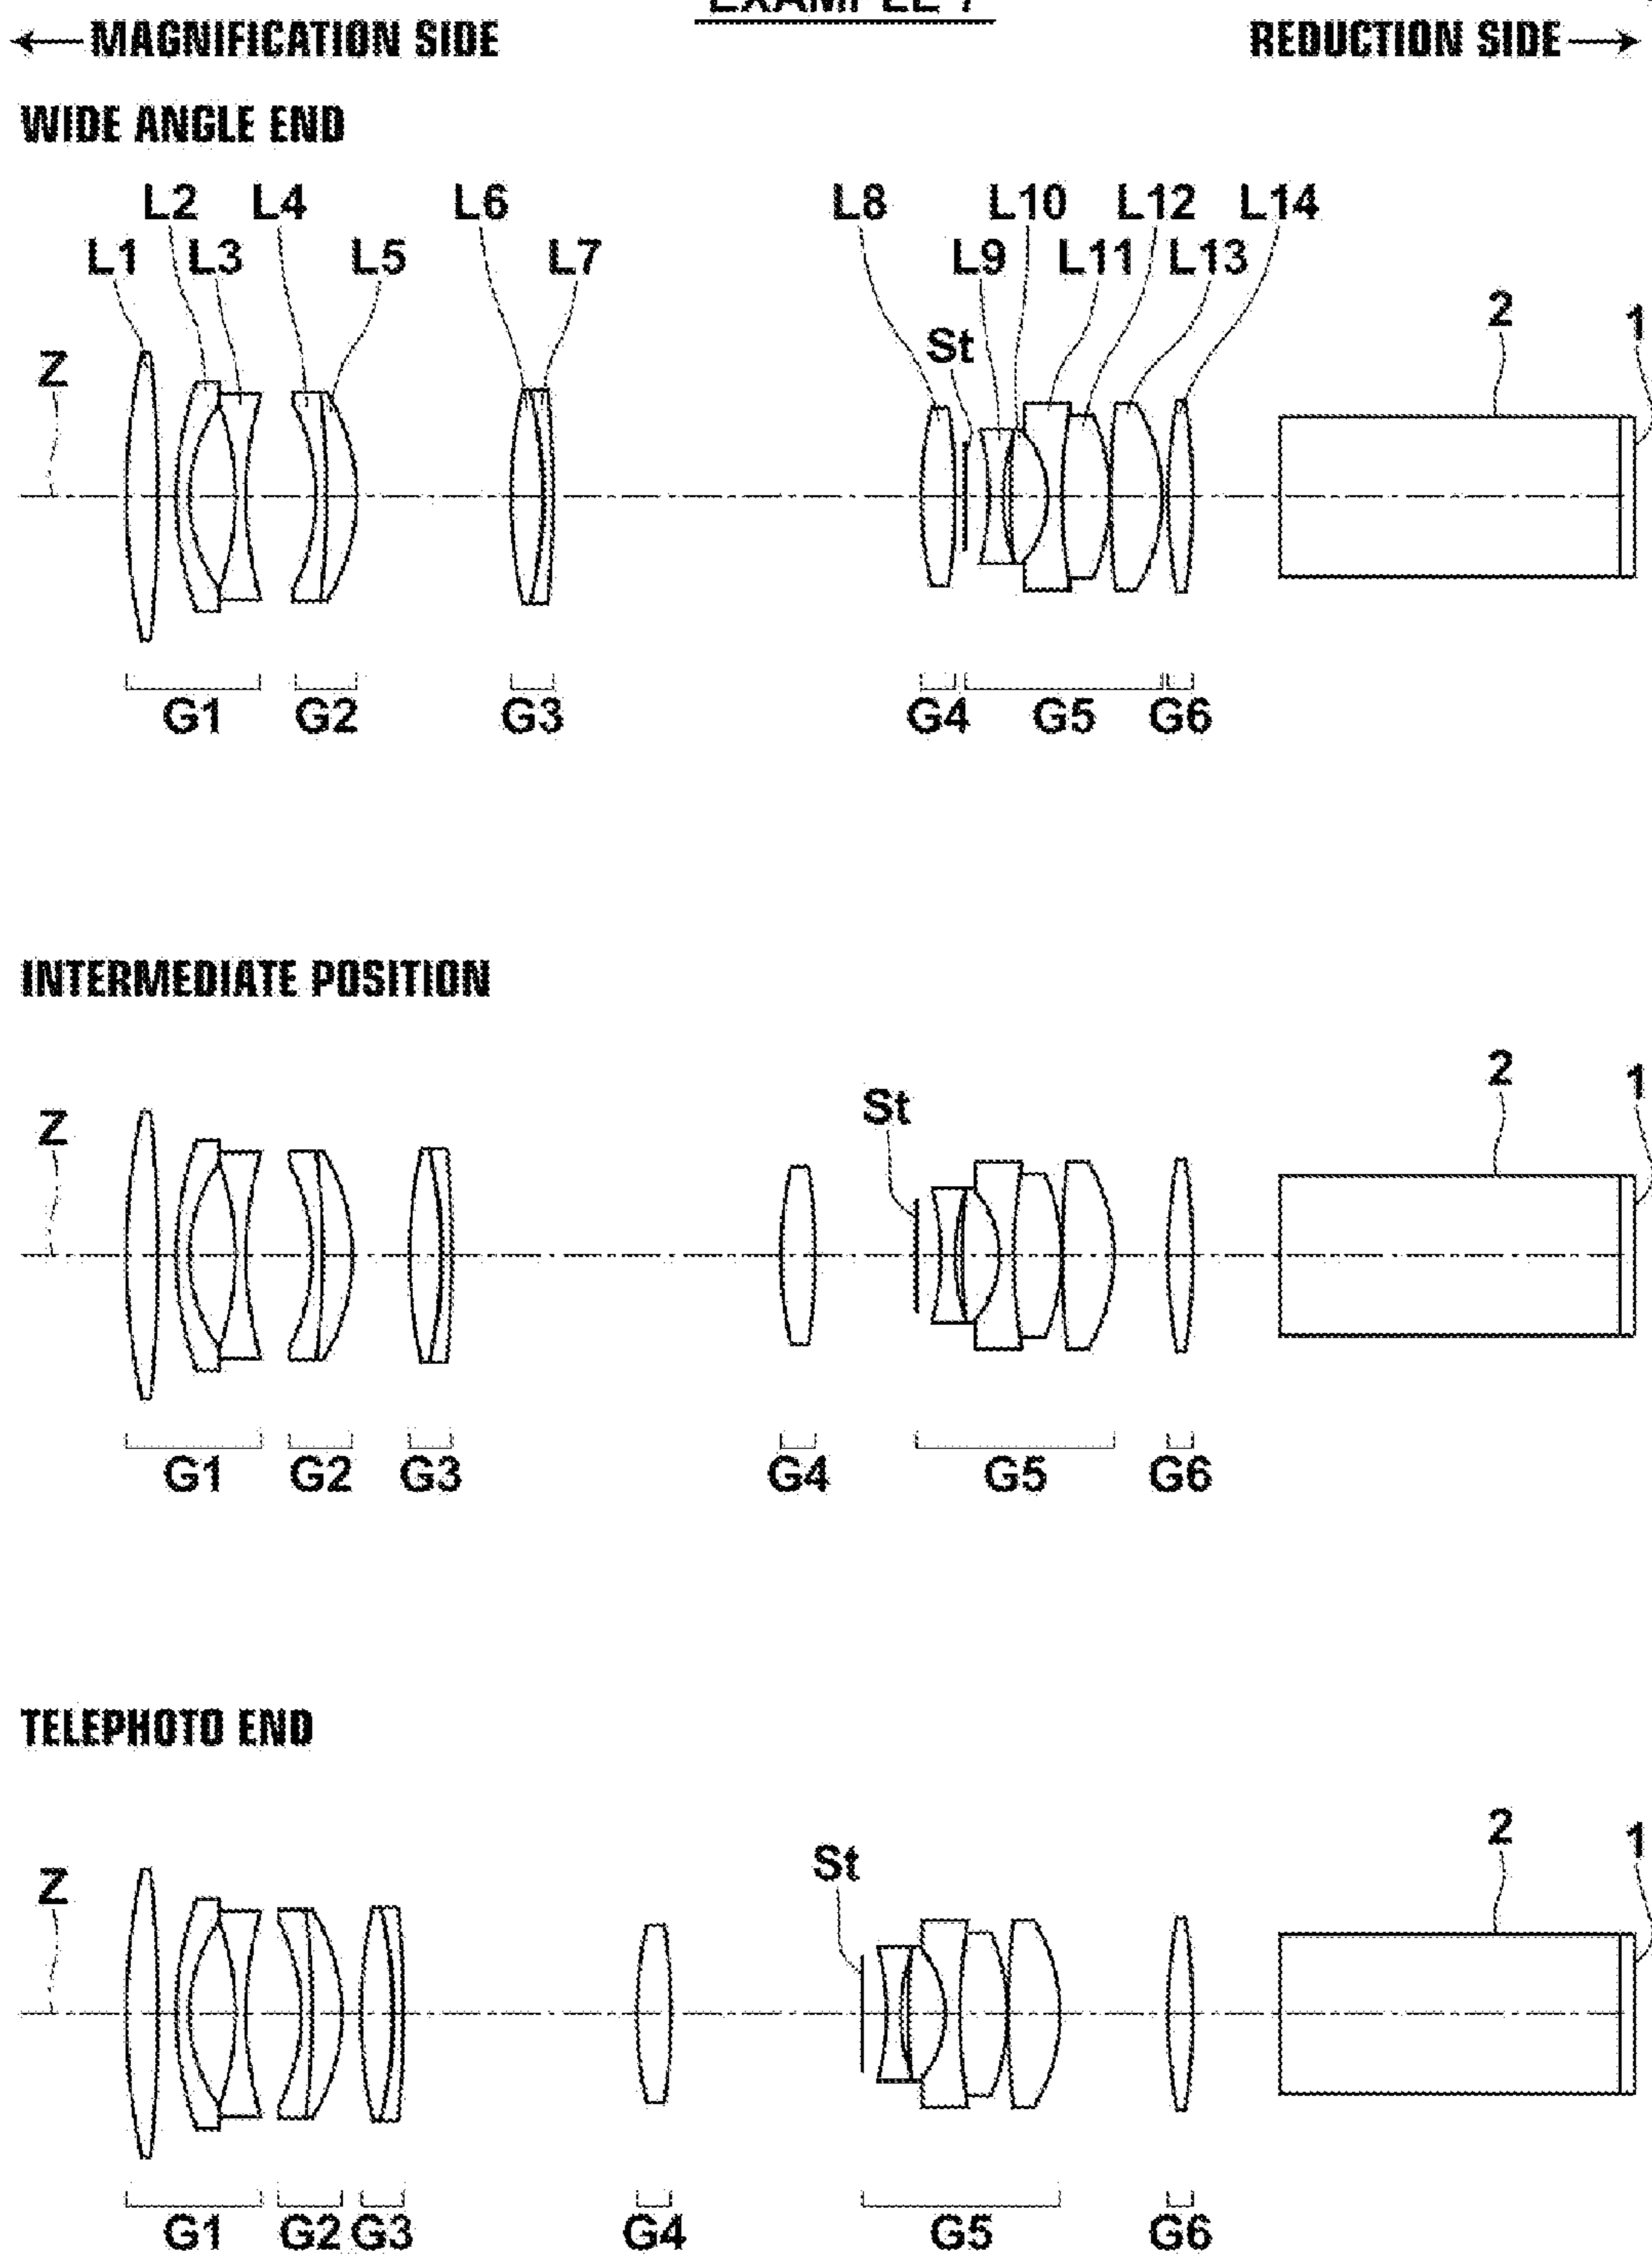 ← MAGNIFICATION SIDE REDUCTION SIDE →
WIDE ANGLE END
L2 L4 L6 L8 L10 L12 L14
L1 L3 L5 L7 L9 L11 L13
2 1
Z St
G1 G2 G3 G4 G5 G6
INTERMEDIATE POSITION
2 1
Z St
G1 G2 G3 G4 G5 G6
TELEPHOTO END
2 1
Z St
G1 G2 G3 G4 G5 G6